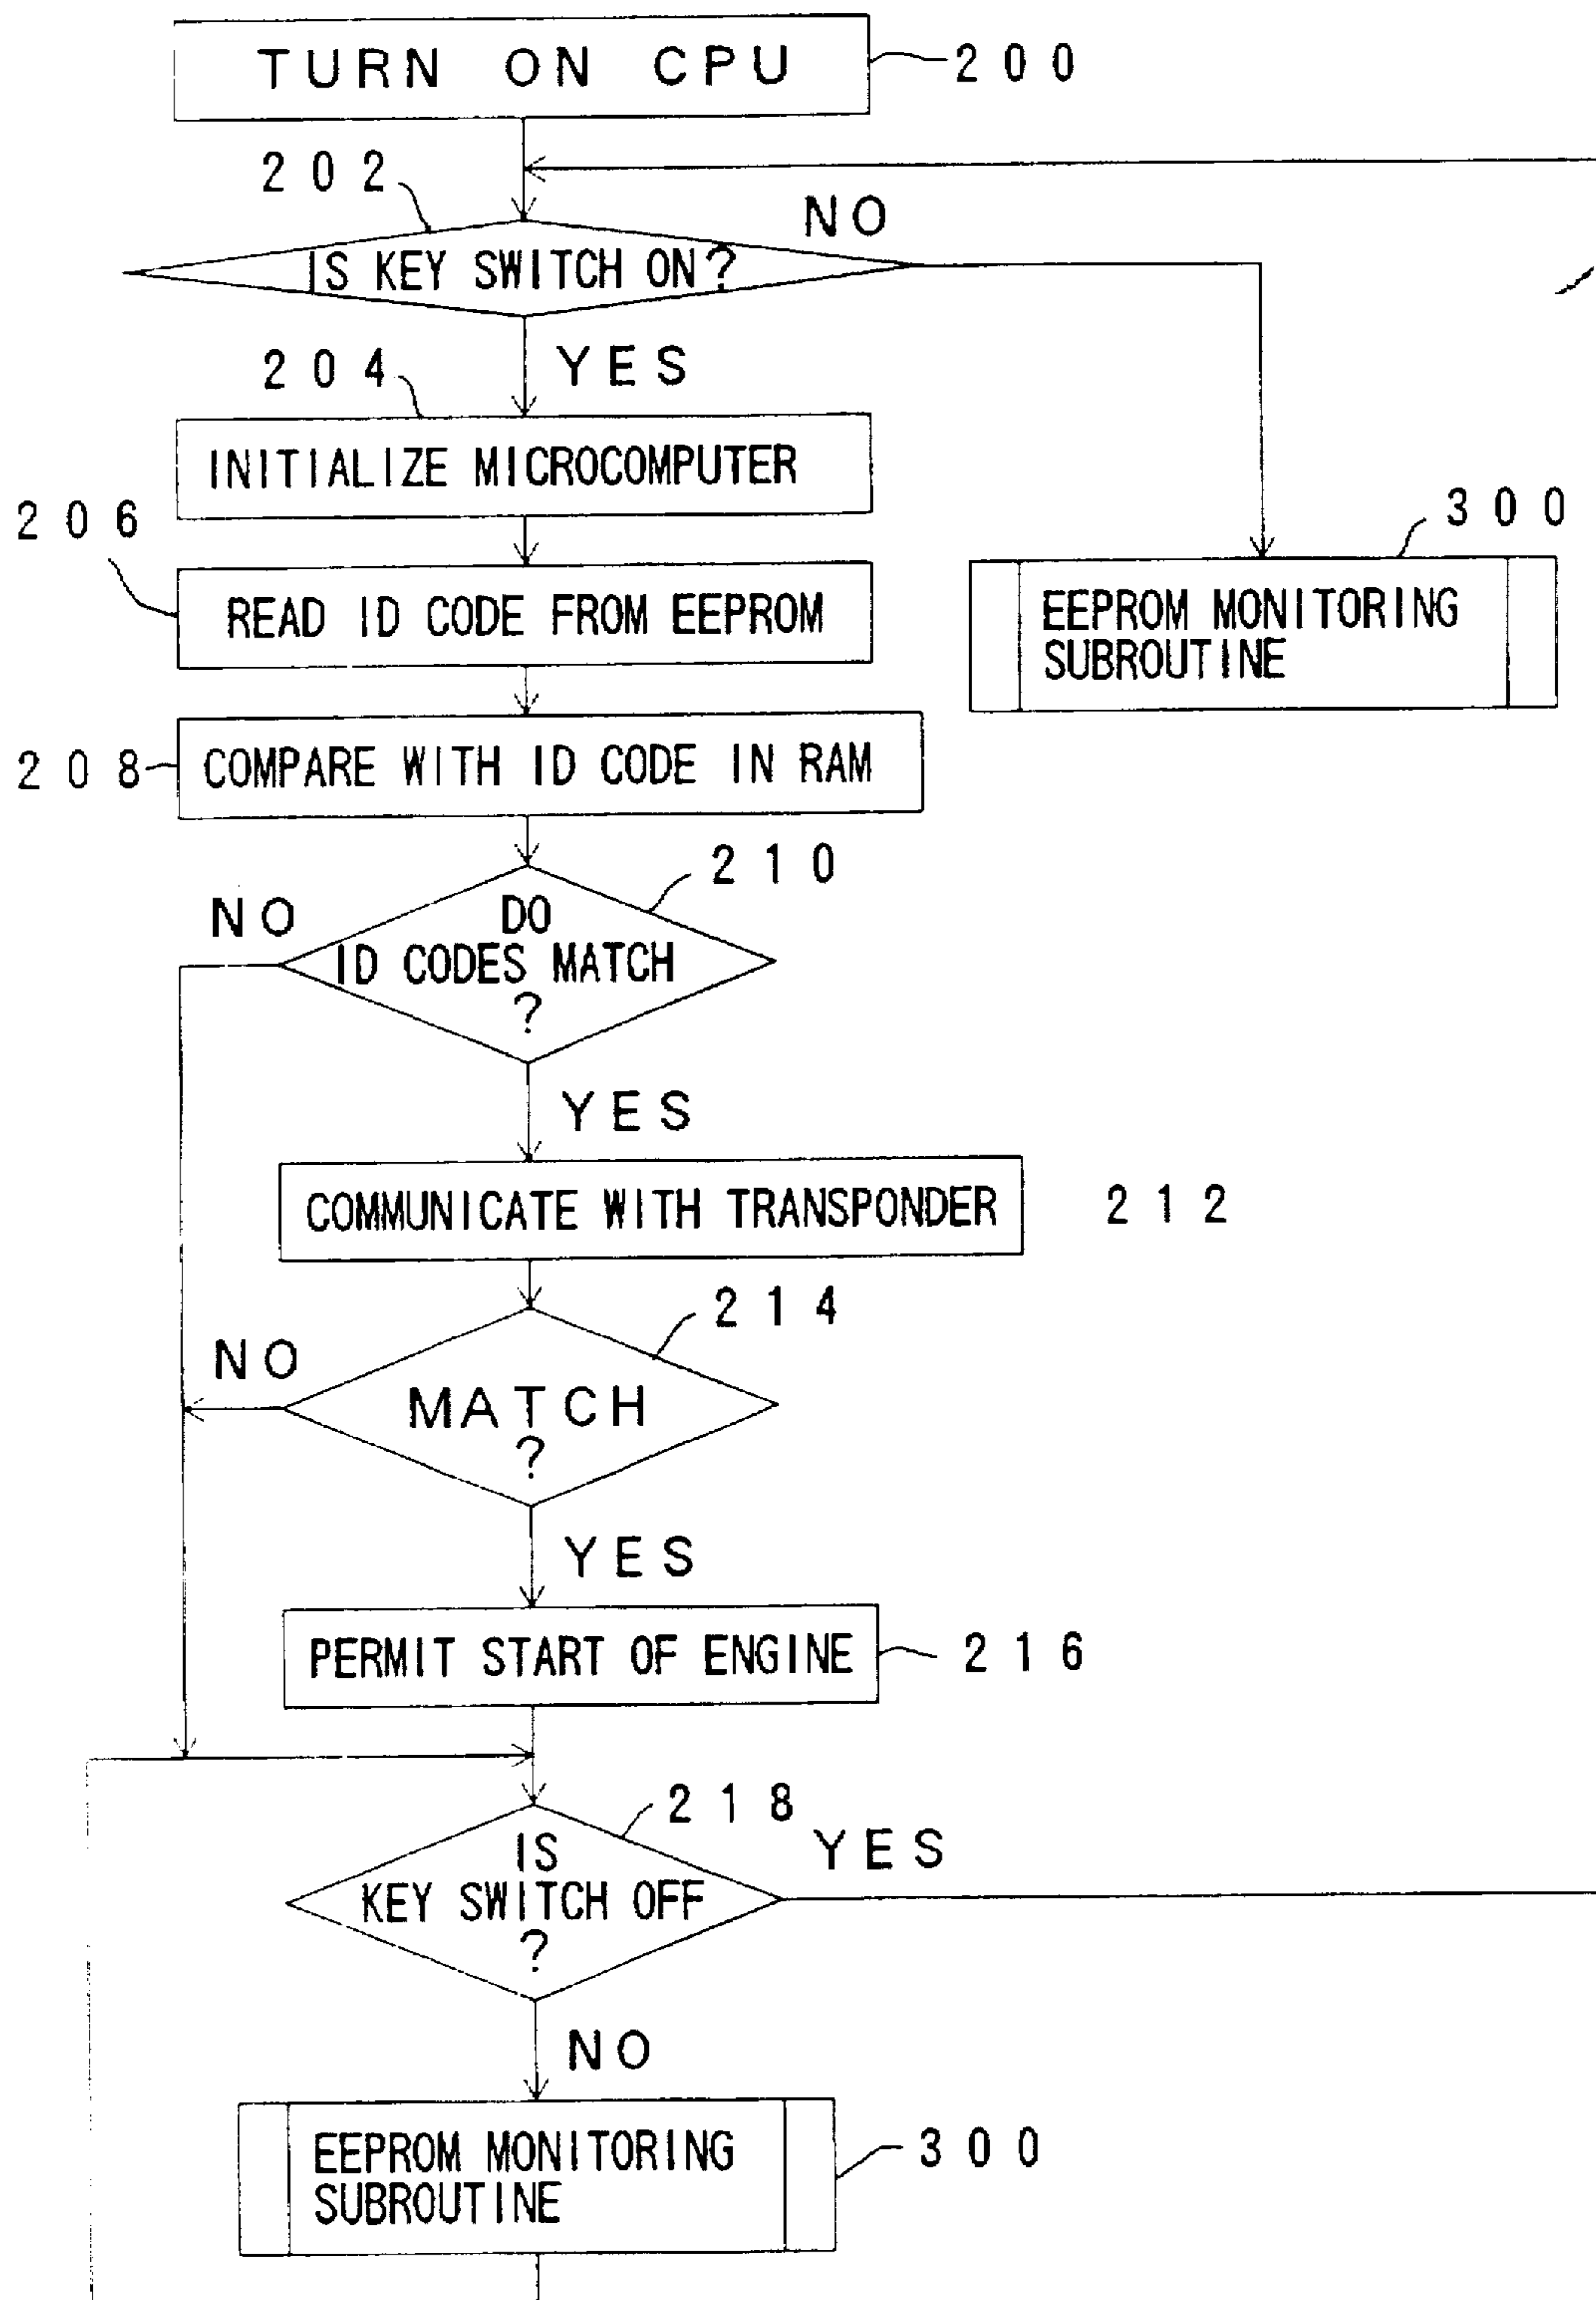 TURN ON CPU
200
202
NO
IS KEY SWITCH ON?
YES
204
INITIALIZE MICROCOMPUTER
206
300
READ ID CODE FROM EEPROM
EEPROM MONITORING
SUBROUTINE
208
COMPARE WITH ID CODE IN RAM
210
NO
DO
ID CODES MATCH
?
YES
COMMUNICATE WITH TRANSPONDER
212
214
NO
MATCH
?
YES
PERMIT START OF ENGINE
216
218
YES
IS
KEY SWITCH OFF
?
NO
EEPROM MONITORING
SUBROUTINE
300